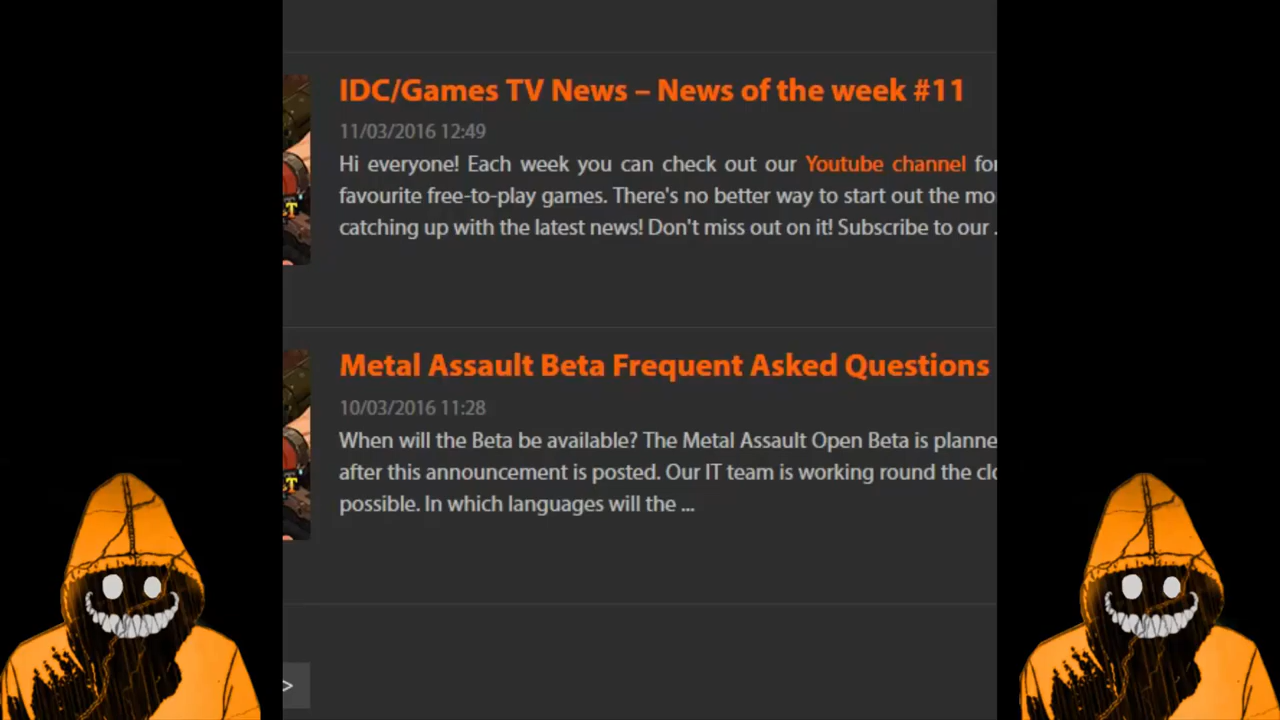 IDC/Games TV News – News of the week #11
11/03/2016 12:49
Hi everyone! Each week you can check out our Youtube channel for
favourite free-to-play games. There's no better way to start out the mo
catching up with the latest news! Don't miss out on it! Subscribe to our .
T
Metal Assault Beta Frequent Asked Questions
10/03/2016 11:28
When will the Beta be available? The Metal Assault Open Beta is planne
after this announcement is posted. Our IT team is working round the clo
possible. In which languages will the ...
T
>